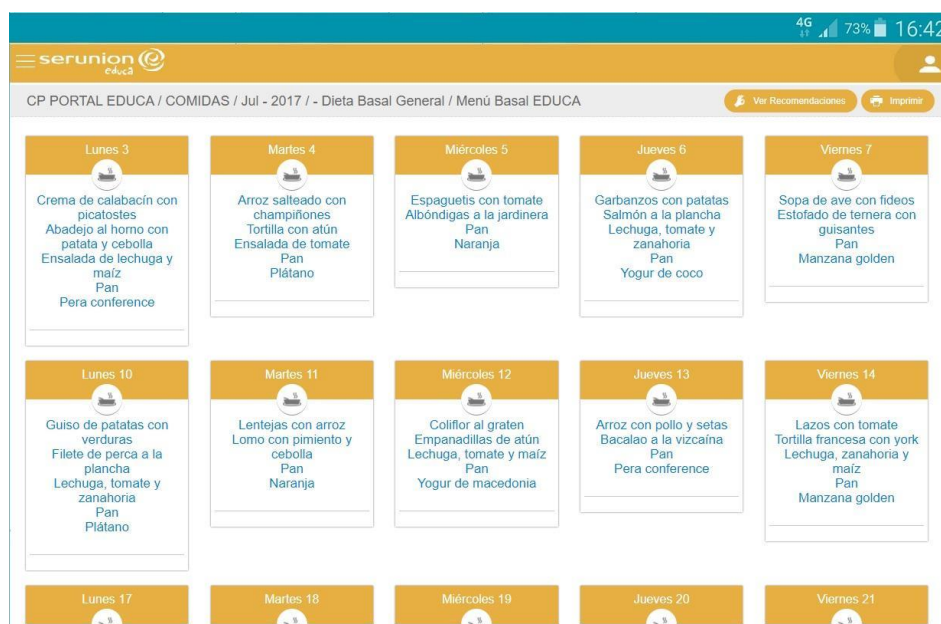 4G 73% 16:42
serunion
educa
CP PORTAL EDUCA / COMIDAS / Jul - 2017 / - Dieta Basal General / Menú Basal EDUCA
Ver Recomendaciones
Imprimir
Lunes 3
Crema de calabacín con
picatostes
Abadejo al horno con
patata y cebolla
Ensalada de lechuga y
maíz
Pan
Pera conference
Martes 4
Arroz salteado con
champiñones
Tortilla con atún
Ensalada de tomate
Pan
Plátano
Miércoles 5
Espaguetis con tomate
Albóndigas a la jardinera
Pan
Naranja
Jueves 6
Garbanzos con patatas
Salmón a la plancha
Lechuga, tomate y
zanahoria
Pan
Yogur de coco
Viernes 7
Sopa de ave con fideos
Estofado de ternera con
guisantes
Pan
Manzana golden
Lunes 10
Guiso de patatas con
verduras
Filete de perca a la
plancha
Lechuga, tomate y
zanahoria
Pan
Plátano
Martes 11
Lentejas con arroz
Lomo con pimiento y
cebolla
Pan
Naranja
Miércoles 12
Coliflor al graten
Empanadillas de atún
Lechuga, tomate y maíz
Pan
Yogur de macedonia
Jueves 13
Arroz con pollo y setas
Bacalao a la vizcaína
Pan
Pera conference
Viernes 14
Lazos con tomate
Tortilla francesa con york
Lechuga, zanahoria y
maíz
Pan
Manzana golden
Lunes 17
Martes 18
Miércoles 19
Jueves 20
Viernes 21